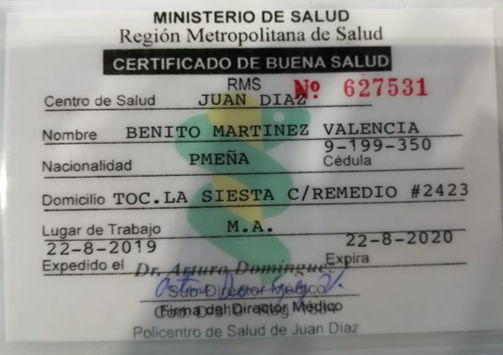 MINISTERIO DE SALUD
Región Metropolitana de Salud
CERTIFICADO DE BUENA SALUD
RMS Nº 627531
Centro de Salud JUAN DIAZ
Nombre BENITO MARTINEZ VALENCIA
9-199-350
Nacionalidad PMEÑA Cédula
Domicilio TOC.LA SIESTA C/REMEDIO #2423
Lugar de Trabajo M.A.
22-8-2019 22-8-2020
Expedido el Expira
Dr. Arturo Domingue
Sub-Director Médico
Firma del Director Médico
Policentro de Salud de Juan Diaz